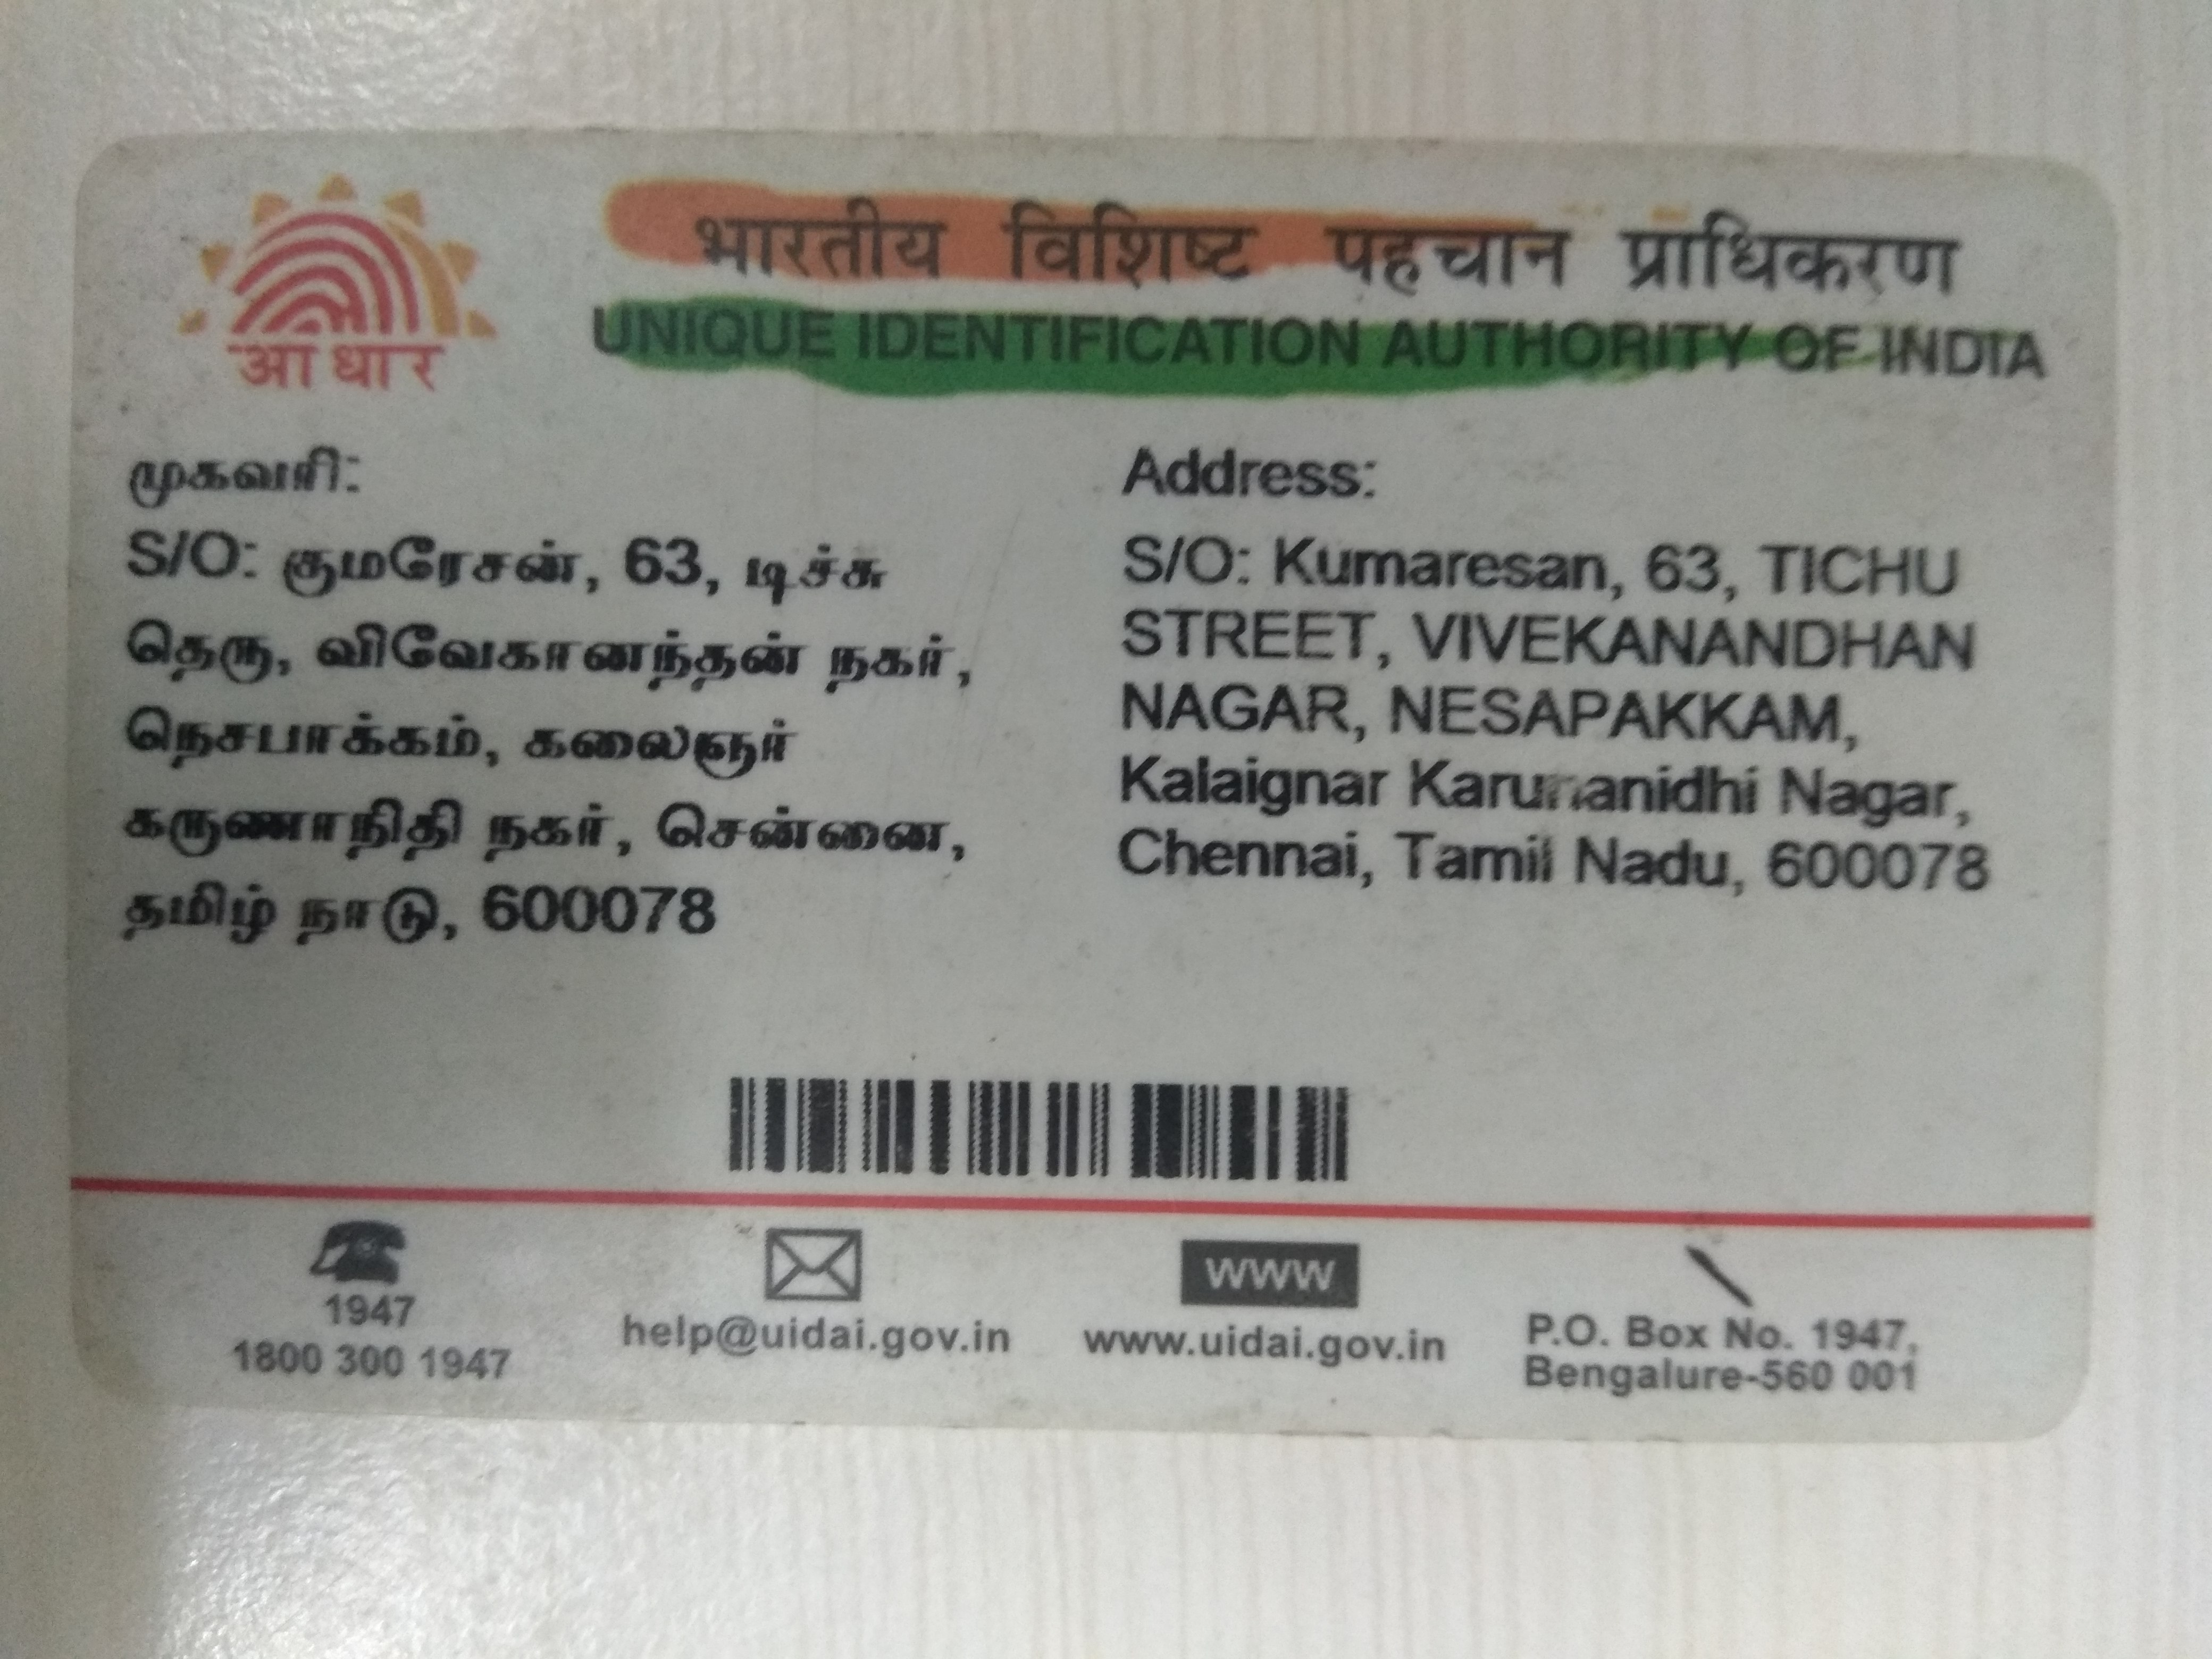 भारतीय विशिष्ट पहचान प्राधिकरण
UNIQUE IDENTIFICATION AUTHORITY OF INDIA
आधार
முகவரி:
S/O: குமரேசன், 63, டிச்சு
தெரு, விவேகானந்தன் நகர்,
நெசபாக்கம், கலைஞர்
கருணாநிதி நகர், சென்னை,
தமிழ் நாடு, 600078
Address:
S/O: Kumaresan, 63, TICHU
STREET, VIVEKANANDHAN
NAGAR, NESAPAKKAM,
Kalaignar Karunanidhi Nagar,
Chennai, Tamil Nadu, 600078
1947
1800 300 1947
help@uidai.gov.in
WWW
www.uidai.gov.in
P.O. Box No. 1947,
Bengalure-560 001